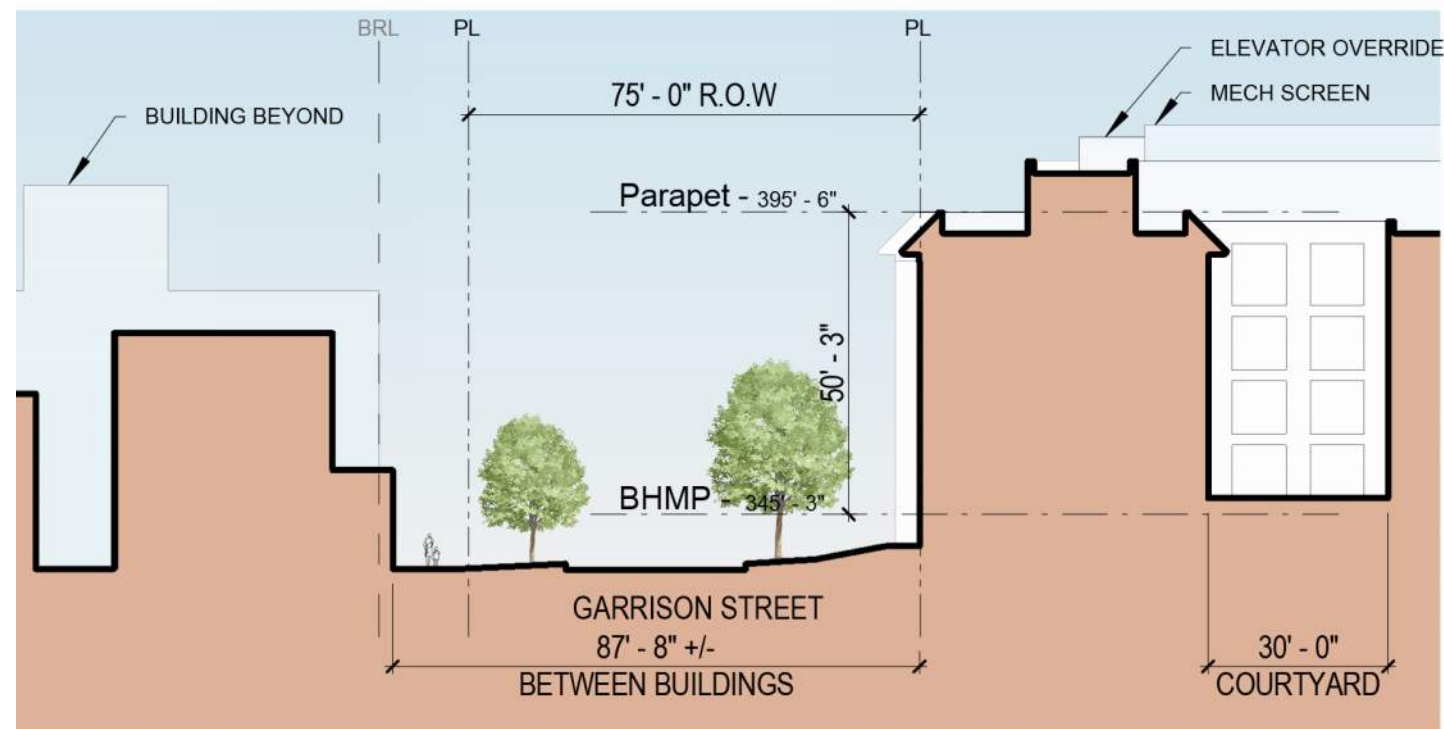 BRL
PL
PL
ELEVATOR OVERRIDE
MECH SCREEN
75' - 0" R.O.W
BUILDING BEYOND
Parapet - 395' - 6"
50' - 3"
BHMP - 345' - 3"
GARRISON STREET
87' - 8" +/-
BETWEEN BUILDINGS
30' - 0"
COURTYARD